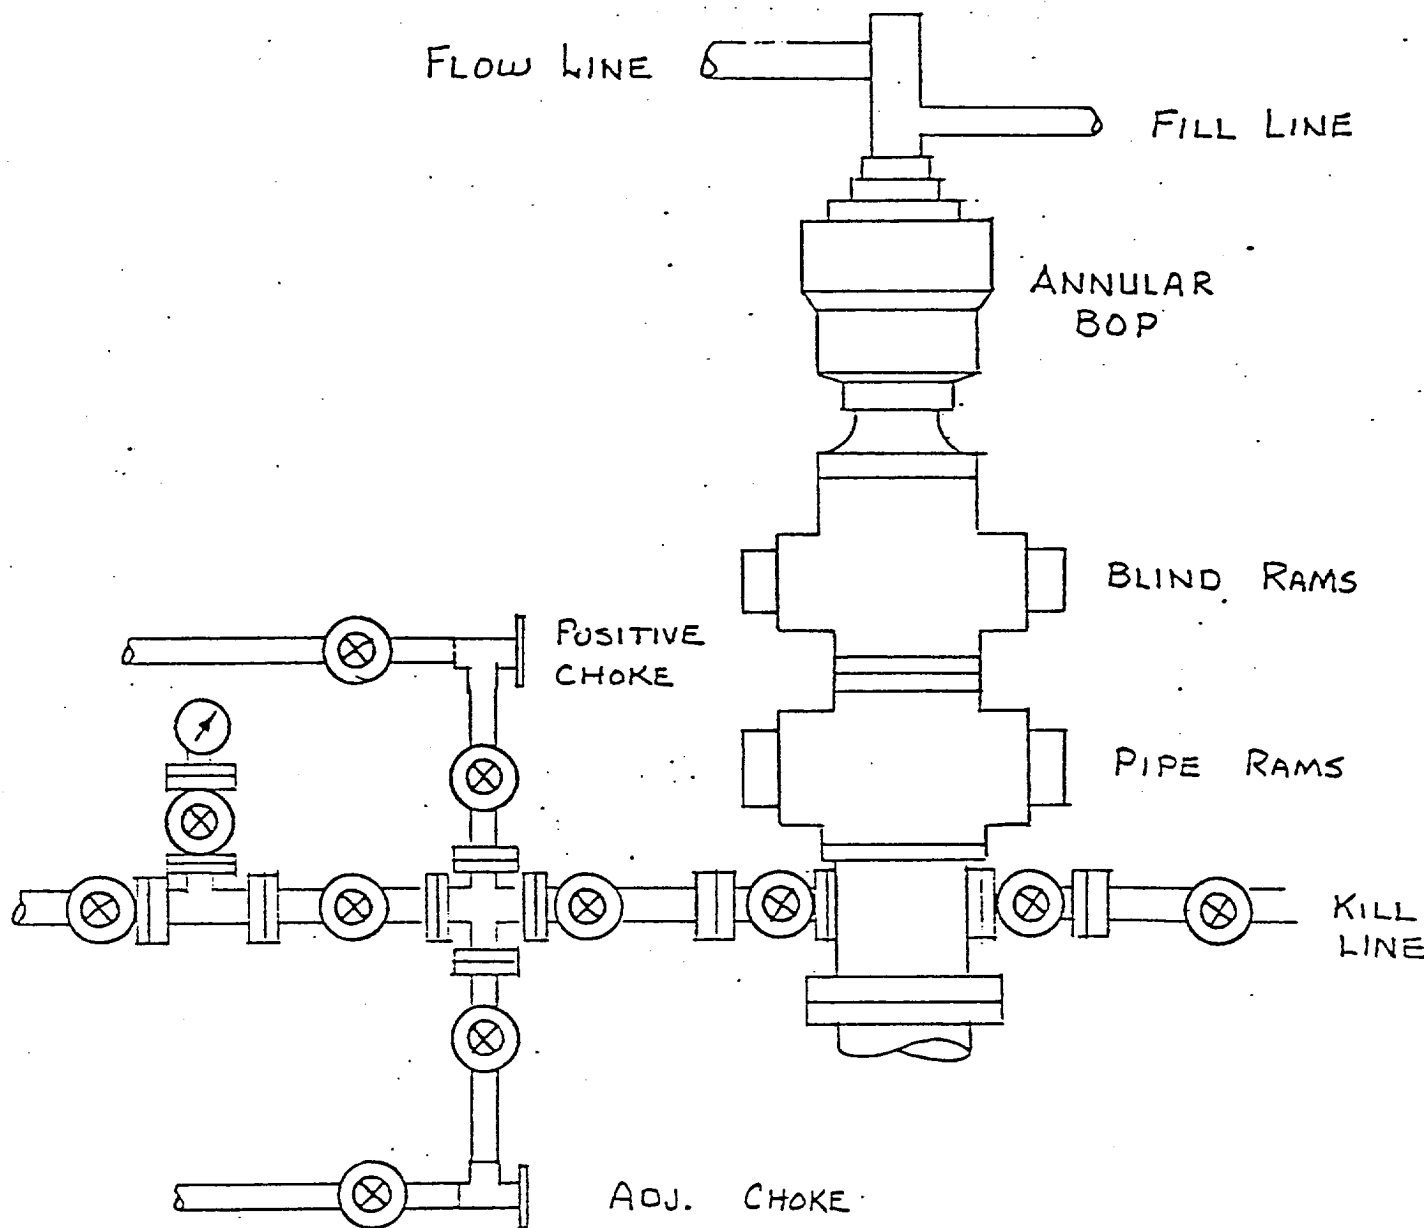 FLOW LINE
FILL LINE
ANNULAR
BOP
BLIND RAMS
POSITIVE
CHOKE
PIPE RAMS
KILL
LINE
ADJ. CHOKE